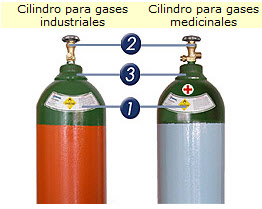 Cilindro para gases
industriales
Cilindro para gases
medicinales
2
3
1